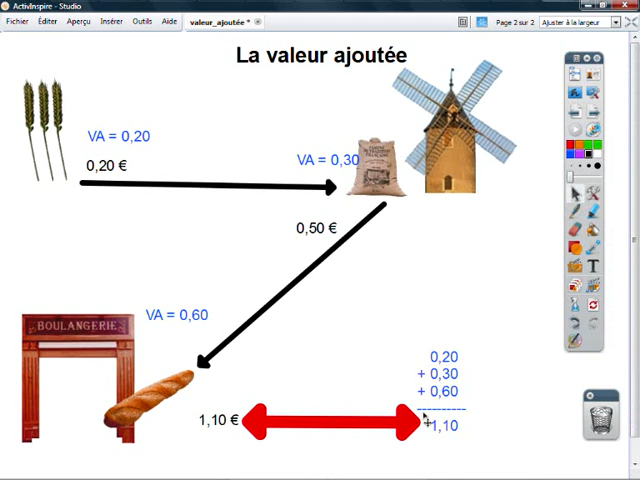 ActivInspire - Studio
Fichier Éditer Aperçu Insérer Outils Aide valeur_ajoutée * Page 2 sur 2 Ajuster à la largeur
La valeur ajoutée
VA = 0,20
0,20 €
VA = 0,30
0,50 €
VA = 0,60
BOULANGERIE
1,10 €
0,20
+ 0,30
+ 0,60
----------
1,10